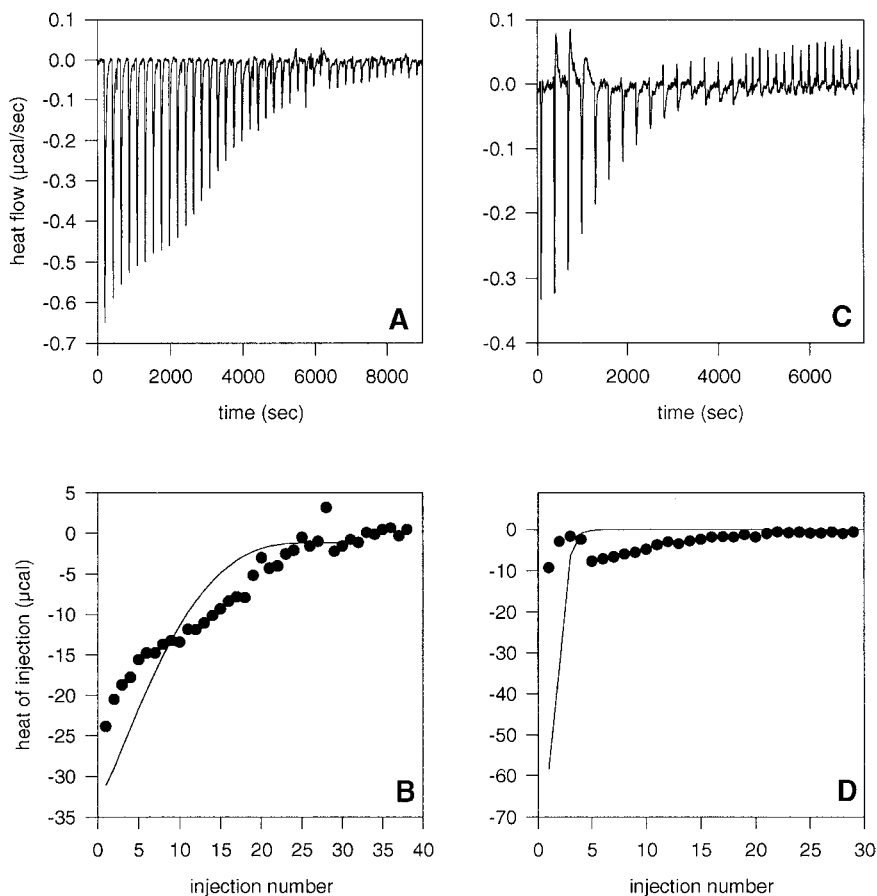 0.1
0.0
-0.1
-0.2
-0.3
-0.4
-0.5
-0.6
-0.7
heat flow (µcal/sec)
0 2000 4000 6000 8000
time (sec)
A
0.1
0.0
-0.1
-0.2
-0.3
-0.4
0 2000 4000 6000
time (sec)
C
5
0
-5
-10
-15
-20
-25
-30
-35
heat of injection (µcal)
0 5 10 15 20 25 30 35 40
injection number
B
0
-10
-20
-30
-40
-50
-60
-70
0 5 10 15 20 25 30
injection number
D